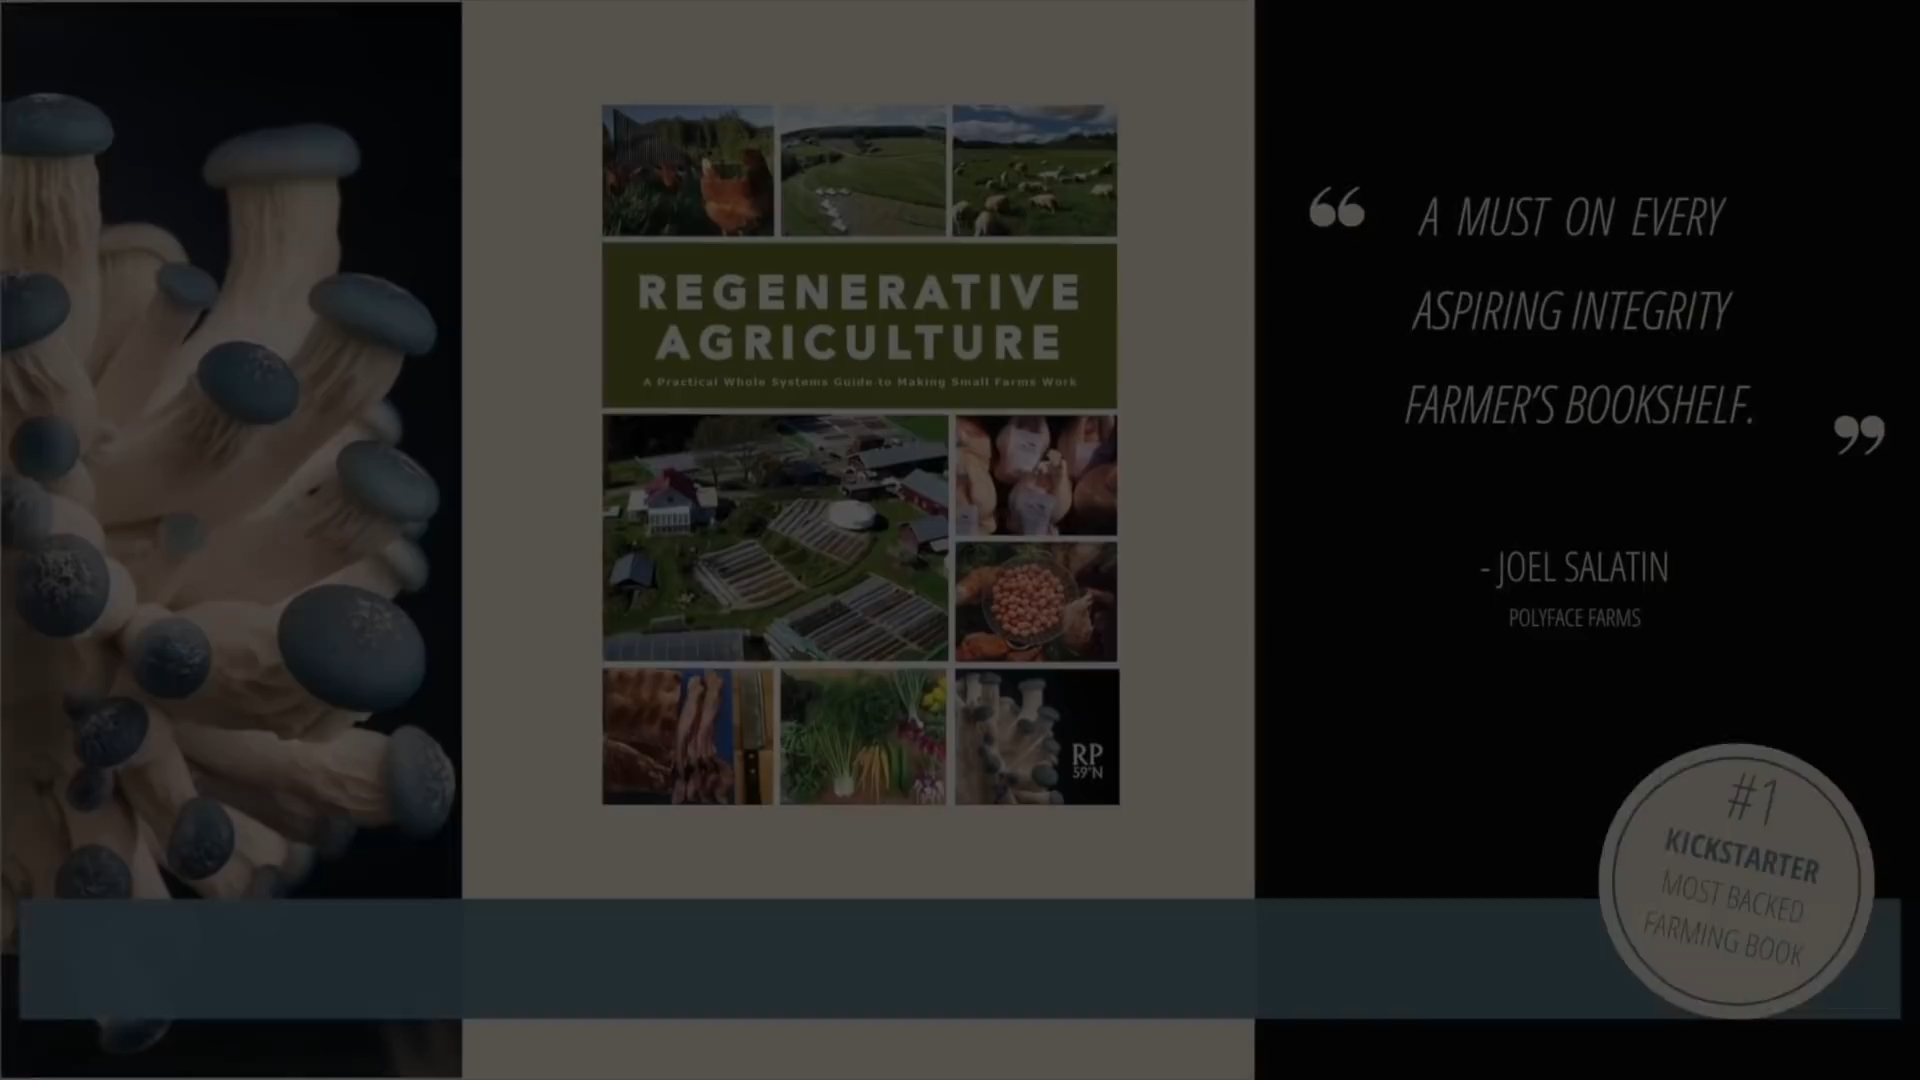 REGENERATIVE
AGRICULTURE
A Practical Whole Systems Guide to Making Small Farms Work
RP
59°N
“ A MUST ON EVERY
ASPIRING INTEGRITY
FARMER’S BOOKSHELF. ”
- JOEL SALATIN
POLYFACE FARMS
#1
KICKSTARTER
MOST BACKED
FARMING BOOK